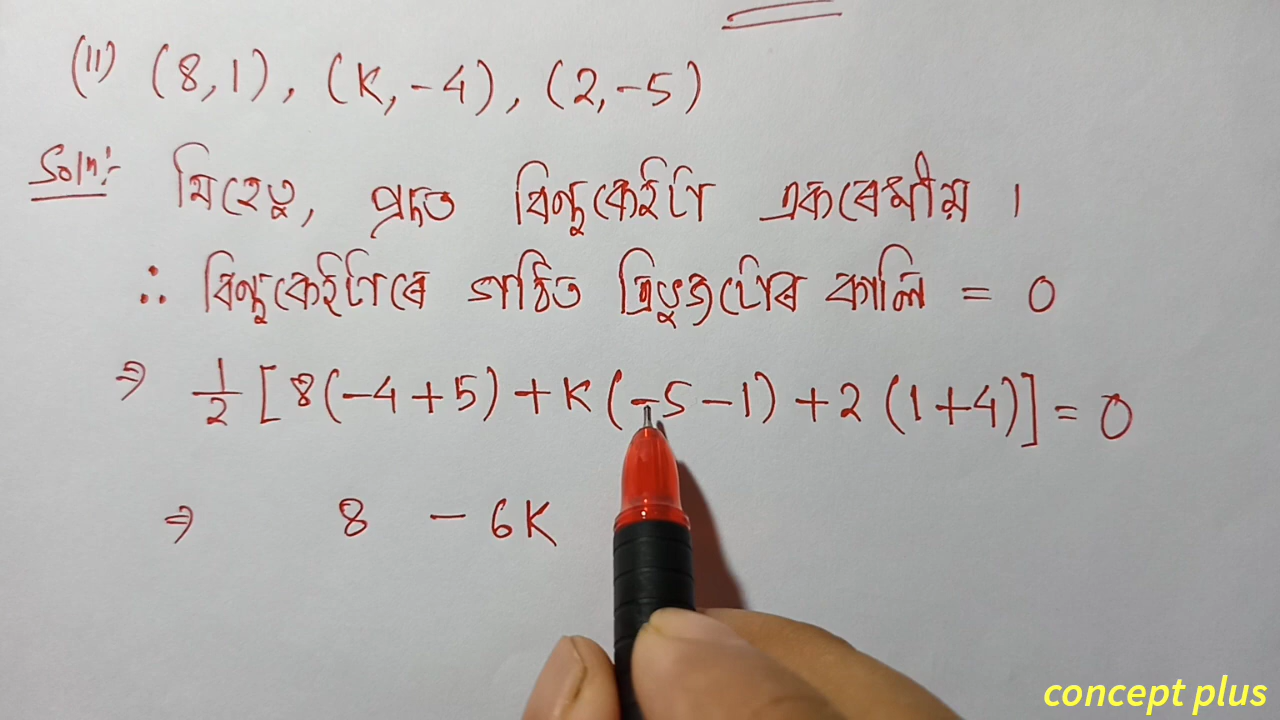 (ii) (8,1), (K,-4), (2,-5)
Solnː- যিহেতু, প্ৰদত্ত বিন্দুকেইটা একৰেখীয় ।
∴ বিন্দুকেইটাৰে গঠিত ত্ৰিভুজটোৰ কালি = 0
⇒ 1/2 [8(-4+5)+K(-5-1)+2(1+4)]=0
⇒ 8 - 6K
concept plus